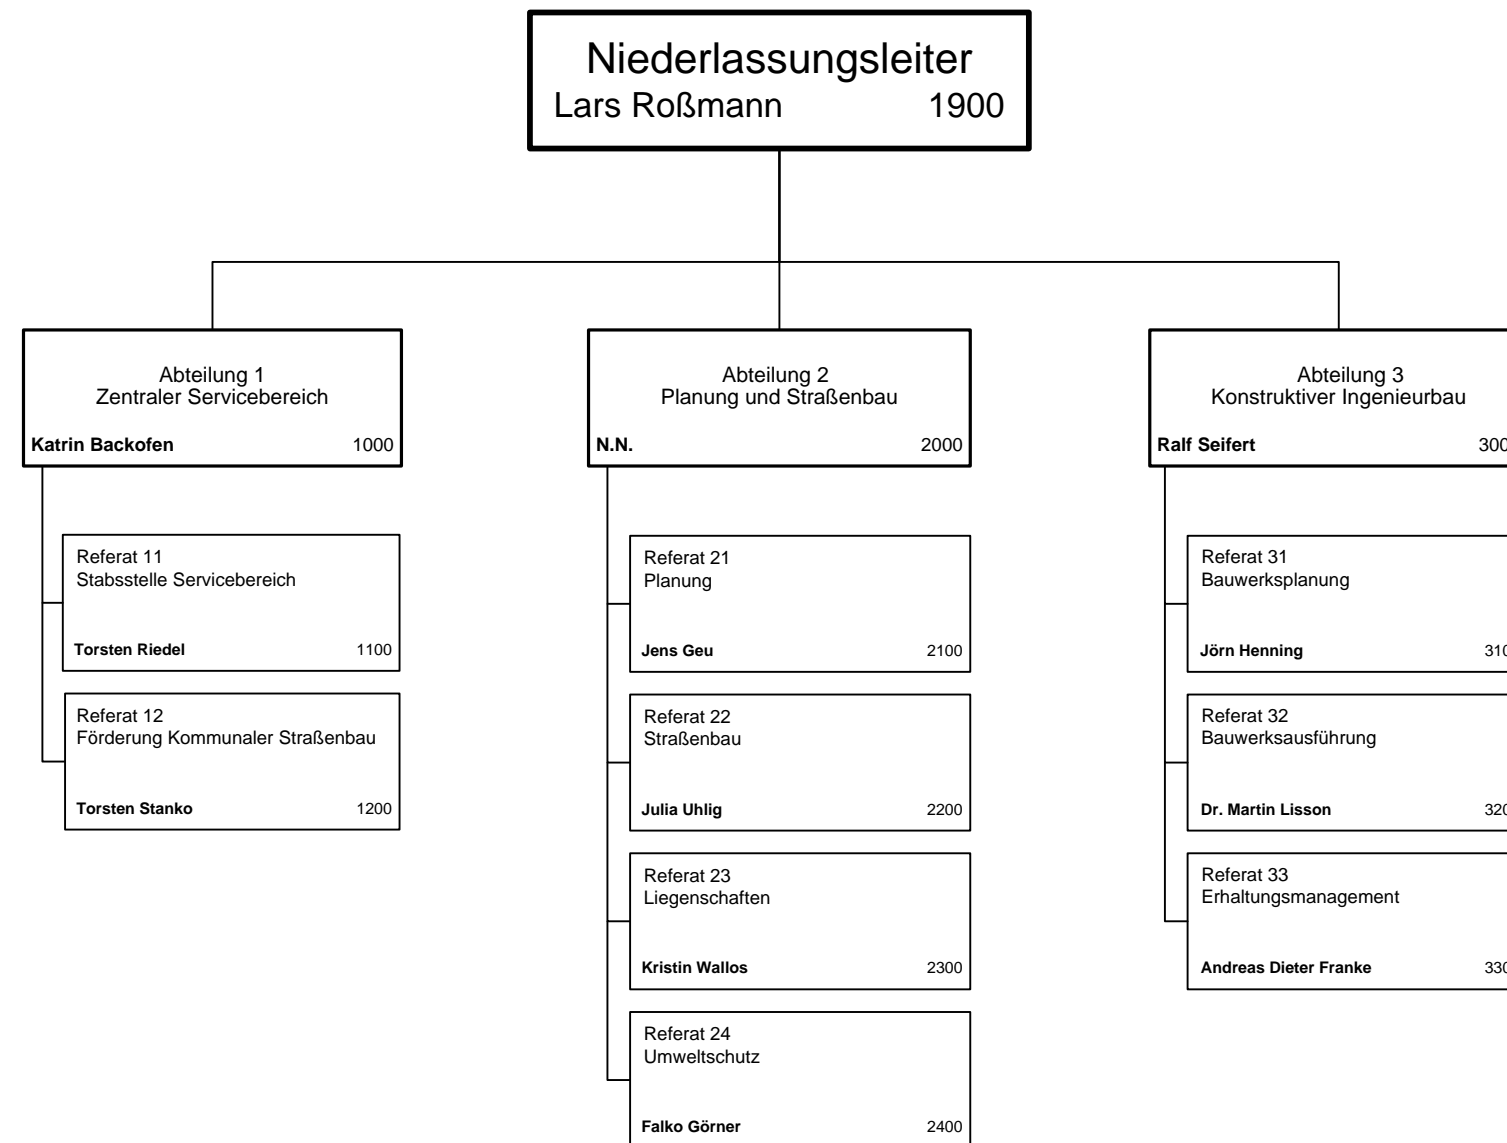 Niederlassungsleiter
Lars Roßmann 1900
Abteilung 1
Zentraler Servicebereich
Katrin Backofen 1000
Referat 11
Stabsstelle Servicebereich
Torsten Riedel 1100
Referat 12
Förderung Kommunaler Straßenbau
Torsten Stanko 1200
Abteilung 2
Planung und Straßenbau
N.N. 2000
Referat 21
Planung
Jens Geu 2100
Referat 22
Straßenbau
Julia Uhlig 2200
Referat 23
Liegenschaften
Kristin Wallos 2300
Referat 24
Umweltschutz
Falko Görner 2400
Abteilung 3
Konstruktiver Ingenieurbau
Ralf Seifert
Referat 31
Bauwerksplanung
Jörn Henning
Referat 32
Bauwerksausführung
Dr. Martin Lisson
Referat 33
Erhaltungsmanagement
Andreas Dieter Franke